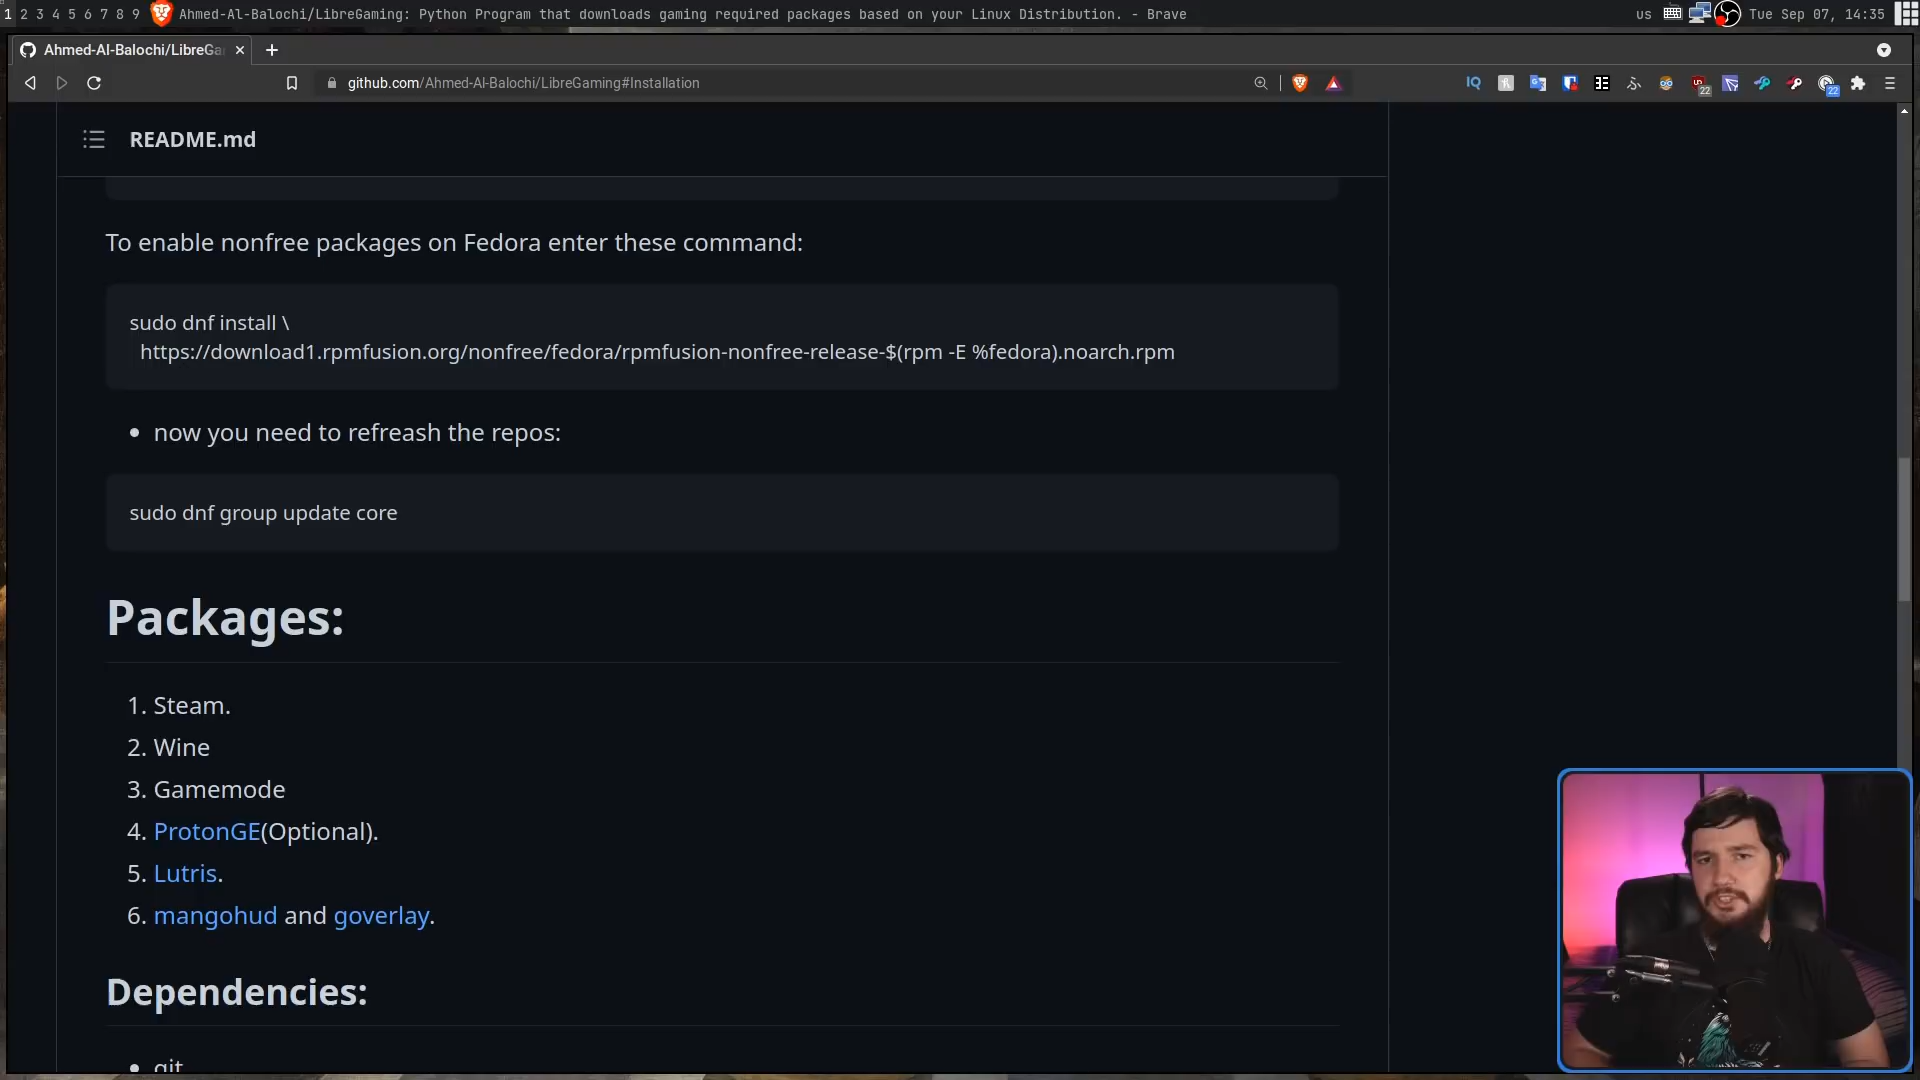 1 2 3 4 5 6 7 8 9 Ahmed-Al-Balochi/LibreGaming: Python Program that downloads gaming required packages based on your Linux Distribution. - Brave us Tue Sep 07, 14:35
Ahmed-Al-Balochi/LibreGa
github.com/Ahmed-Al-Balochi/LibreGaming#Installation
IQ
22
22
README.md
To enable nonfree packages on Fedora enter these command:
sudo dnf install \
https://download1.rpmfusion.org/nonfree/fedora/rpmfusion-nonfree-release-$(rpm -E %fedora).noarch.rpm
• now you need to refreash the repos:
sudo dnf group update core
Packages:
1. Steam.
2. Wine
3. Gamemode
4. ProtonGE(Optional).
5. Lutris.
6. mangohud and goverlay.
Dependencies:
• git